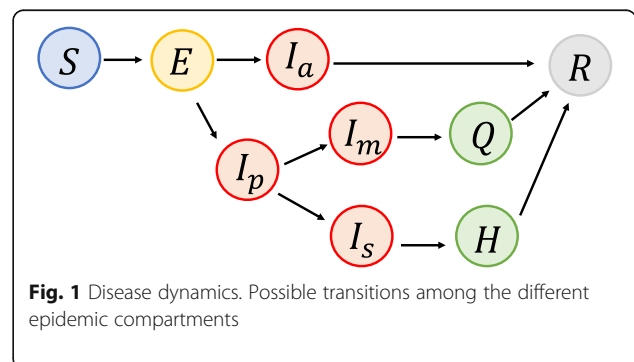 S
E
I_a
R
I_m
Q
I_p
I_s
H
Fig. 1 Disease dynamics. Possible transitions among the different
epidemic compartments